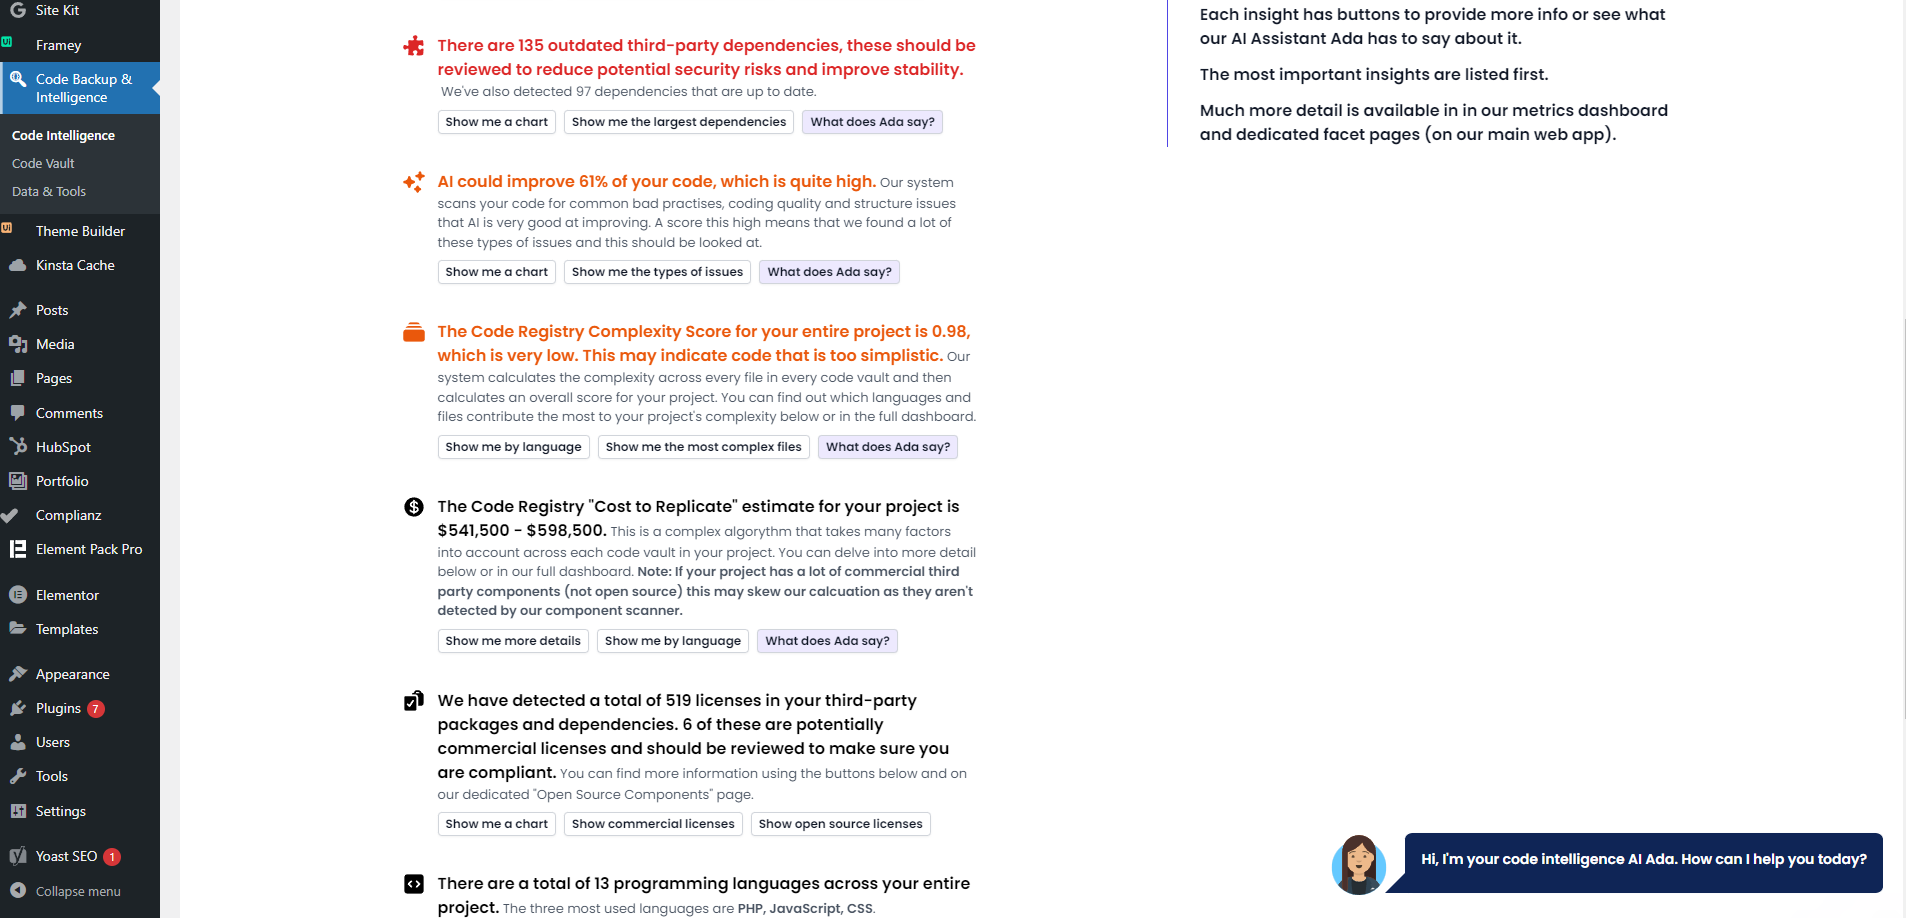 Site Kit
Framey
Code Backup &
Intelligence
Code Intelligence
Code Vault
Data & Tools
Theme Builder
Kinsta Cache
Posts
Media
Pages
Comments
HubSpot
Portfolio
Complianz
Element Pack Pro
Elementor
Templates
Appearance
Plugins 7
Users
Tools
Settings
Yoast SEO 1
Collapse menu
There are 135 outdated third-party dependencies, these should be
reviewed to reduce potential security risks and improve stability.
We've also detected 97 dependencies that are up to date.
Show me a chart Show me the largest dependencies What does Ada say?
AI could improve 61% of your code, which is quite high. Our system
scans your code for common bad practises, coding quality and structure issues
that AI is very good at improving. A score this high means that we found a lot of
these types of issues and this should be looked at.
Show me a chart Show me the types of issues What does Ada say?
The Code Registry Complexity Score for your entire project is 0.98,
which is very low. This may indicate code that is too simplistic. Our
system calculates the complexity across every file in every code vault and then
calculates an overall score for your project. You can find out which languages and
files contribute the most to your project's complexity below or in the full dashboard.
Show me by language Show me the most complex files What does Ada say?
The Code Registry "Cost to Replicate" estimate for your project is
$541,500 - $598,500. This is a complex algorythm that takes many factors
into account across each code vault in your project. You can delve into more detail
below or in our full dashboard. Note: If your project has a lot of commercial third
party components (not open source) this may skew our calcuation as they aren't
detected by our component scanner.
Show me more details Show me by language What does Ada say?
We have detected a total of 519 licenses in your third-party
packages and dependencies. 6 of these are potentially
commercial licenses and should be reviewed to make sure you
are compliant. You can find more information using the buttons below and on
our dedicated "Open Source Components" page.
Show me a chart Show commercial licenses Show open source licenses
There are a total of 13 programming languages across your entire
project. The three most used languages are PHP, JavaScript, CSS.
Each insight has buttons to provide more info or see what
our AI Assistant Ada has to say about it.
The most important insights are listed first.
Much more detail is available in in our metrics dashboard
and dedicated facet pages (on our main web app).
Hi, I'm your code intelligence AI Ada. How can I help you today?